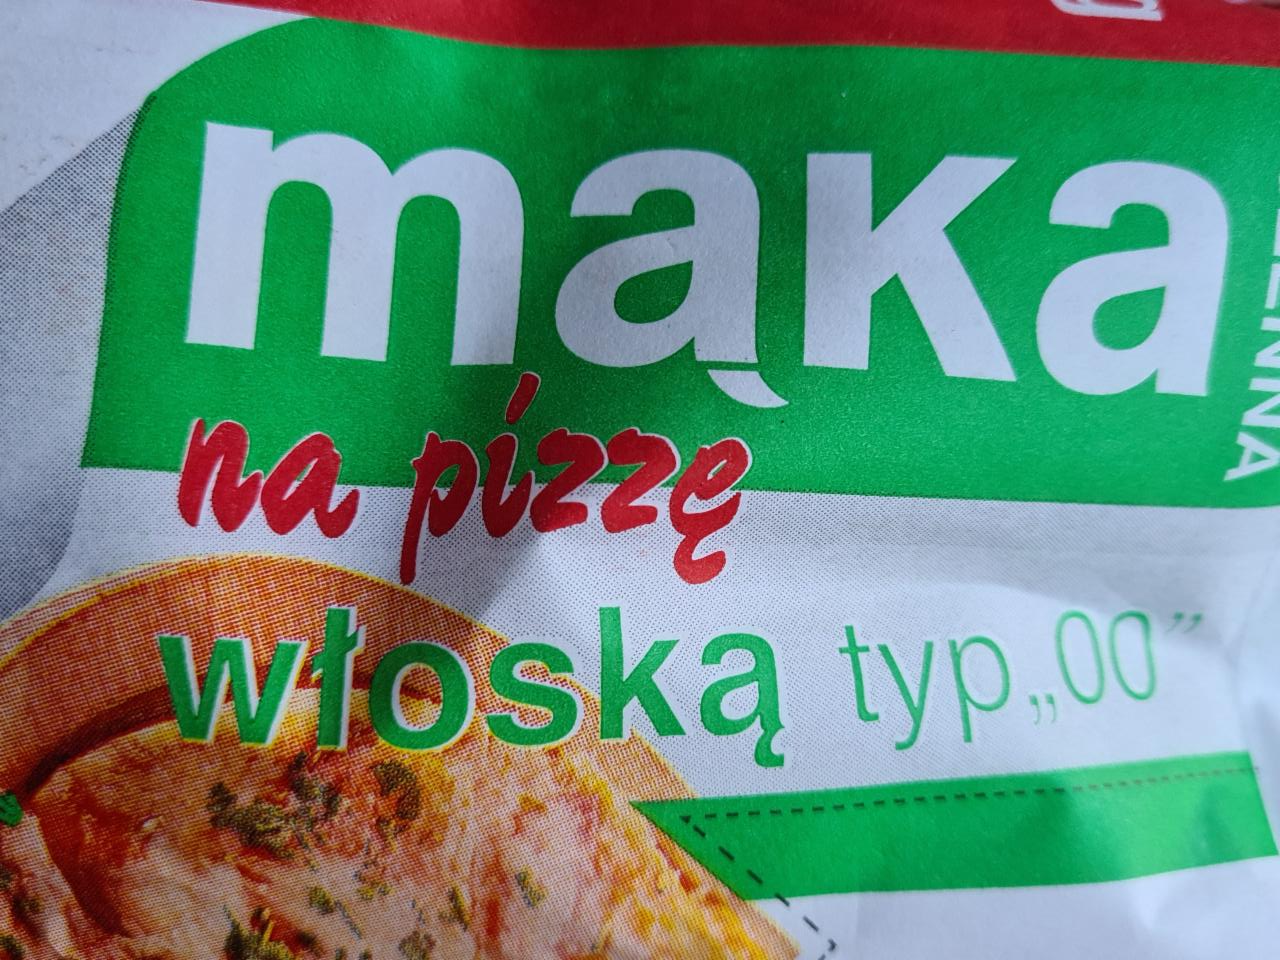 mąka
na pizzę
włoską typ „00”